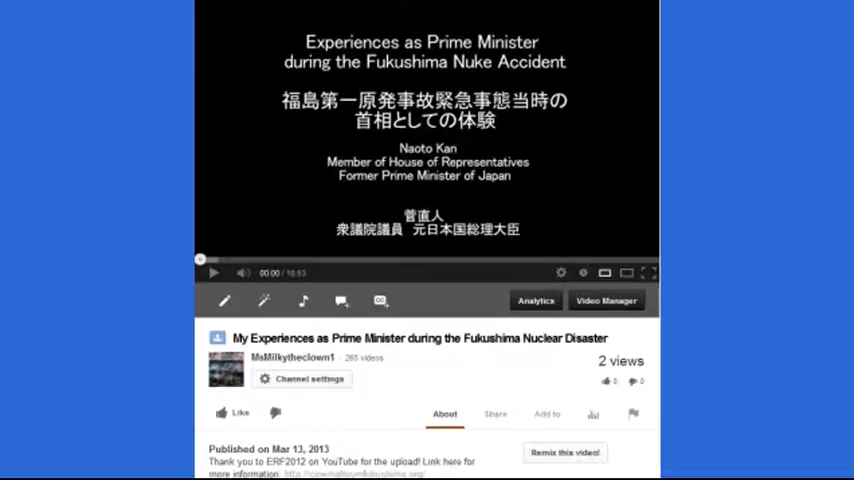 Experiences as Prime Minister
during the Fukushima Nuke Accident
福島第一原発事故緊急事態当時の
首相としての体験
Naoto Kan
Member of House of Representatives
Former Prime Minister of Japan
菅直人
衆議院議員 元日本国総理大臣
00:00 / 16:53
Analytics
Video Manager
My Experiences as Prime Minister during the Fukushima Nuclear Disaster
MsMilkytheclown1 · 265 videos
2 views
Channel settings
0 0
Like
About
Share
Add to
Published on Mar 13, 2013
Remix this video!
Thank you to ERF2012 on YouTube for the upload! Link here for
more information